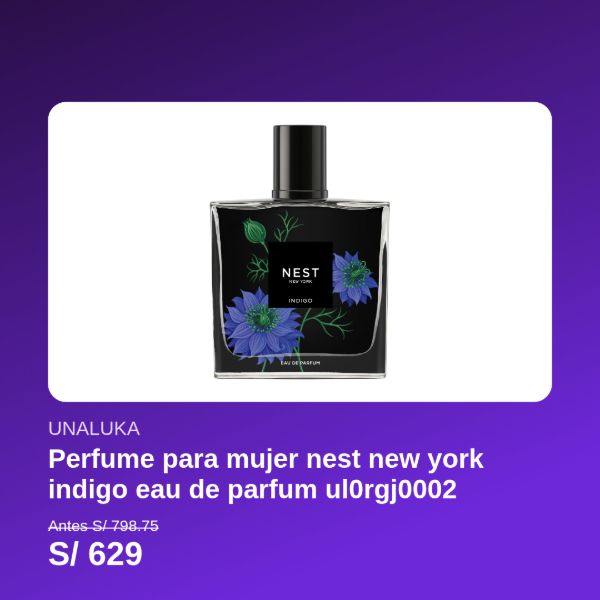 NEST
NEW YORK
INDIGO
EAU DE PARFUM
UNALUKA
Perfume para mujer nest new york
indigo eau de parfum ul0rgj0002
Antes S/ 798.75
S/ 629